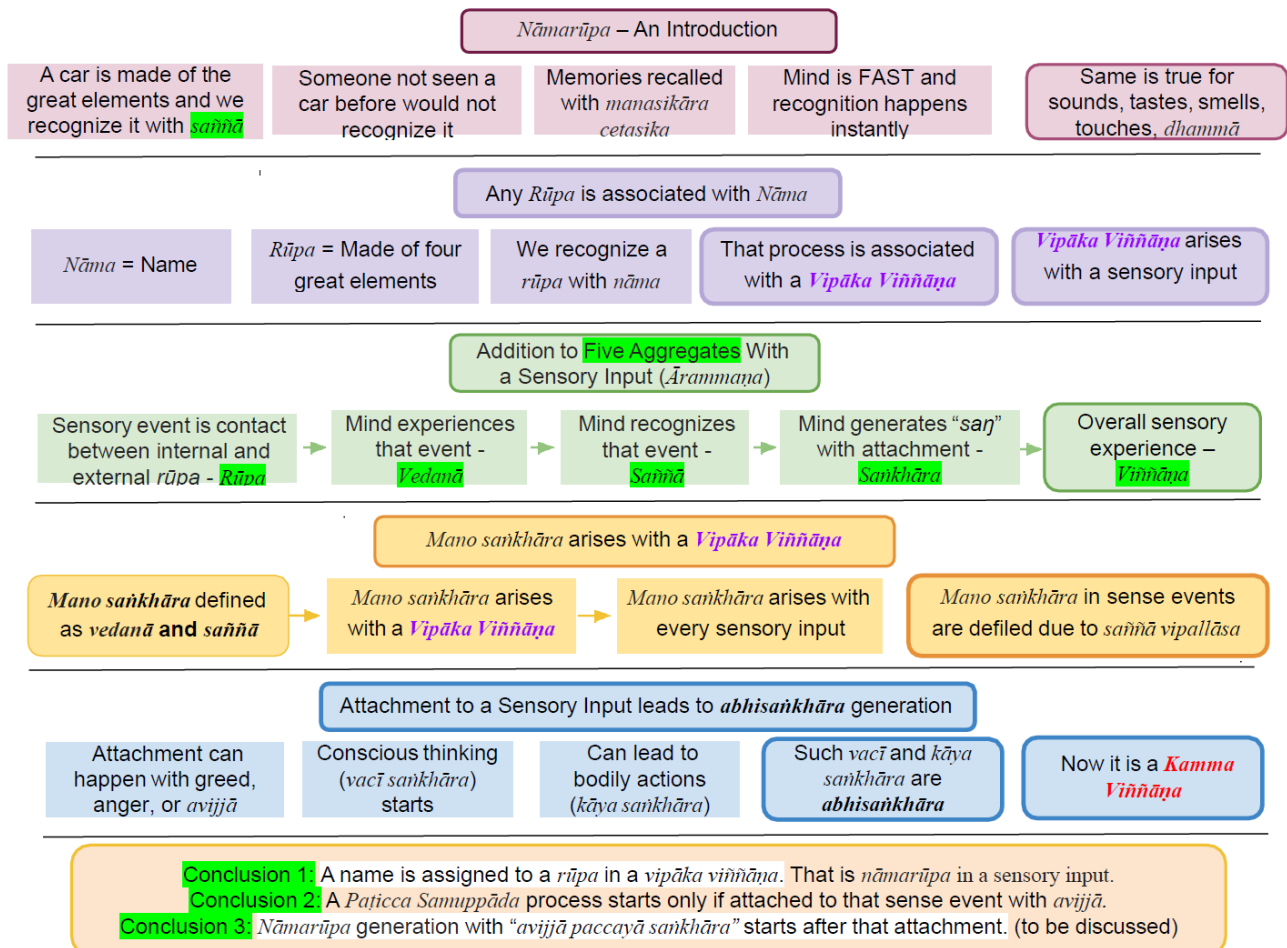 Nāmarūpa – An Introduction
A car is made of the
great elements and we
recognize it with saññā
Someone not seen a
car before would not
recognize it
Memories recalled
with manasikāra
cetasika
Mind is FAST and
recognition happens
instantly
Same is true for
sounds, tastes, smells,
touches, dhammā
Any Rūpa is associated with Nāma
Nāma = Name
Rūpa = Made of four
great elements
We recognize a
rūpa with nāma
That process is associated
with a Vipāka Viññāṇa
Vipāka Viññāṇa arises
with a sensory input
Addition to Five Aggregates With
a Sensory Input (Ārammaṇa)
Sensory event is contact
between internal and
external rūpa - Rūpa
Mind experiences
that event -
Vedanā
Mind recognizes
that event -
Saññā
Mind generates “saŋ”
with attachment -
Saṅkhāra
Overall sensory
experience –
Viññāṇa
Mano saṅkhāra arises with a Vipāka Viññāṇa
Mano saṅkhāra defined
as vedanā and saññā
Mano saṅkhāra arises
with a Vipāka Viññāṇa
Mano saṅkhāra arises with
every sensory input
Mano saṅkhāra in sense events
are defiled due to saññā vipallāsa
Attachment to a Sensory Input leads to abhisaṅkhāra generation
Attachment can
happen with greed,
anger, or avijjā
Conscious thinking
(vacī saṅkhāra)
starts
Can lead to
bodily actions
(kāya saṅkhāra)
Such vacī and kāya
saṅkhāra are
abhisaṅkhāra
Now it is a Kamma
Viññāṇa
Conclusion 1: A name is assigned to a rūpa in a vipāka viññāṇa. That is nāmarūpa in a sensory input.
Conclusion 2: A Paṭicca Samuppāda process starts only if attached to that sense event with avijjā.
Conclusion 3: Nāmarūpa generation with “avijjā paccayā saṅkhāra” starts after that attachment. (to be discussed)